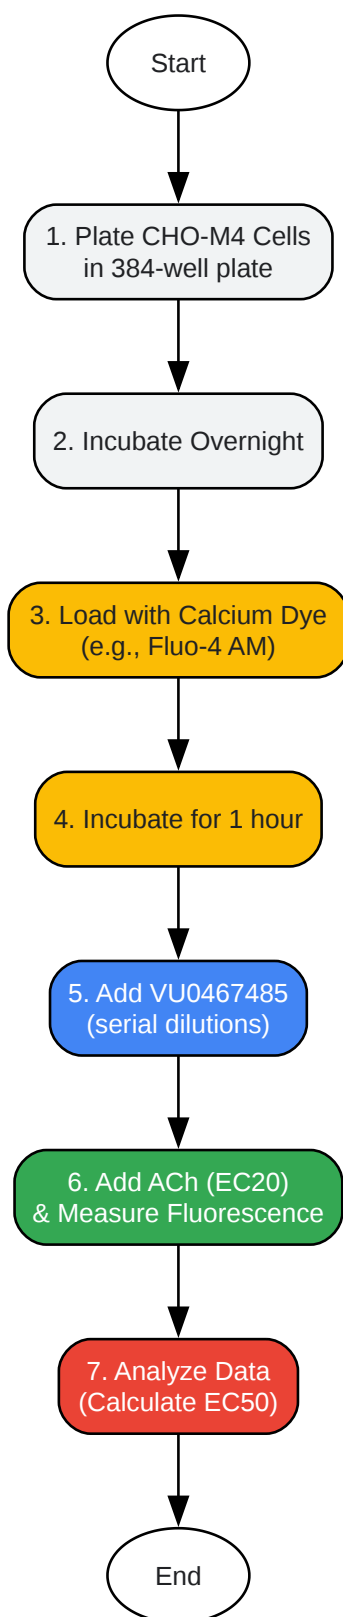 Start
1. Plate CHO-M4 Cells
in 384-well plate
2. Incubate Overnight
3. Load with Calcium Dye
(e.g., Fluo-4 AM)
4. Incubate for 1 hour
5. Add VU0467485
(serial dilutions)
6. Add ACh (EC20)
& Measure Fluorescence
7. Analyze Data
(Calculate EC50)
End